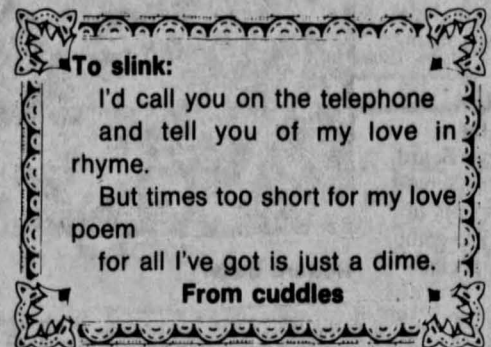 To slink:
I'd call you on the telephone
and tell you of my love in
rhyme.
But times too short for my love
poem
for all I've got is just a dime.
From cuddles